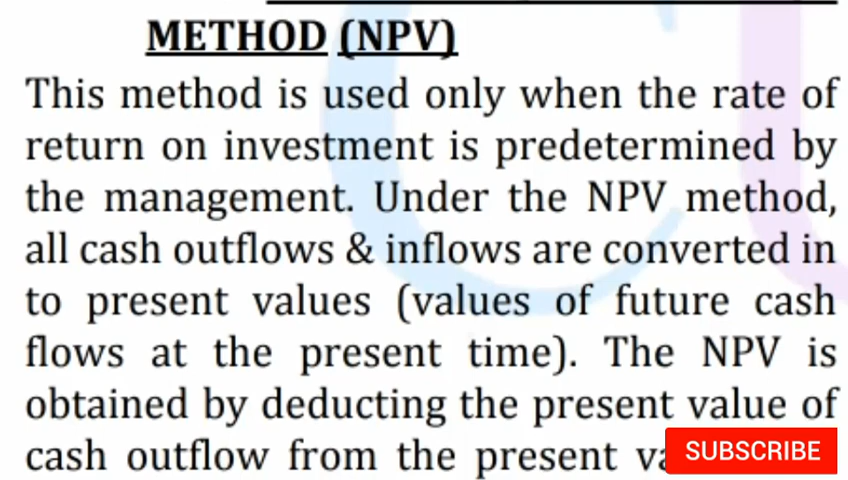 METHOD (NPV)
This method is used only when the rate of
return on investment is predetermined by
the management. Under the NPV method,
all cash outflows & inflows are converted in
to present values (values of future cash
flows at the present time). The NPV is
obtained by deducting the present value of
cash outflow from the present
SUBSCRIBE